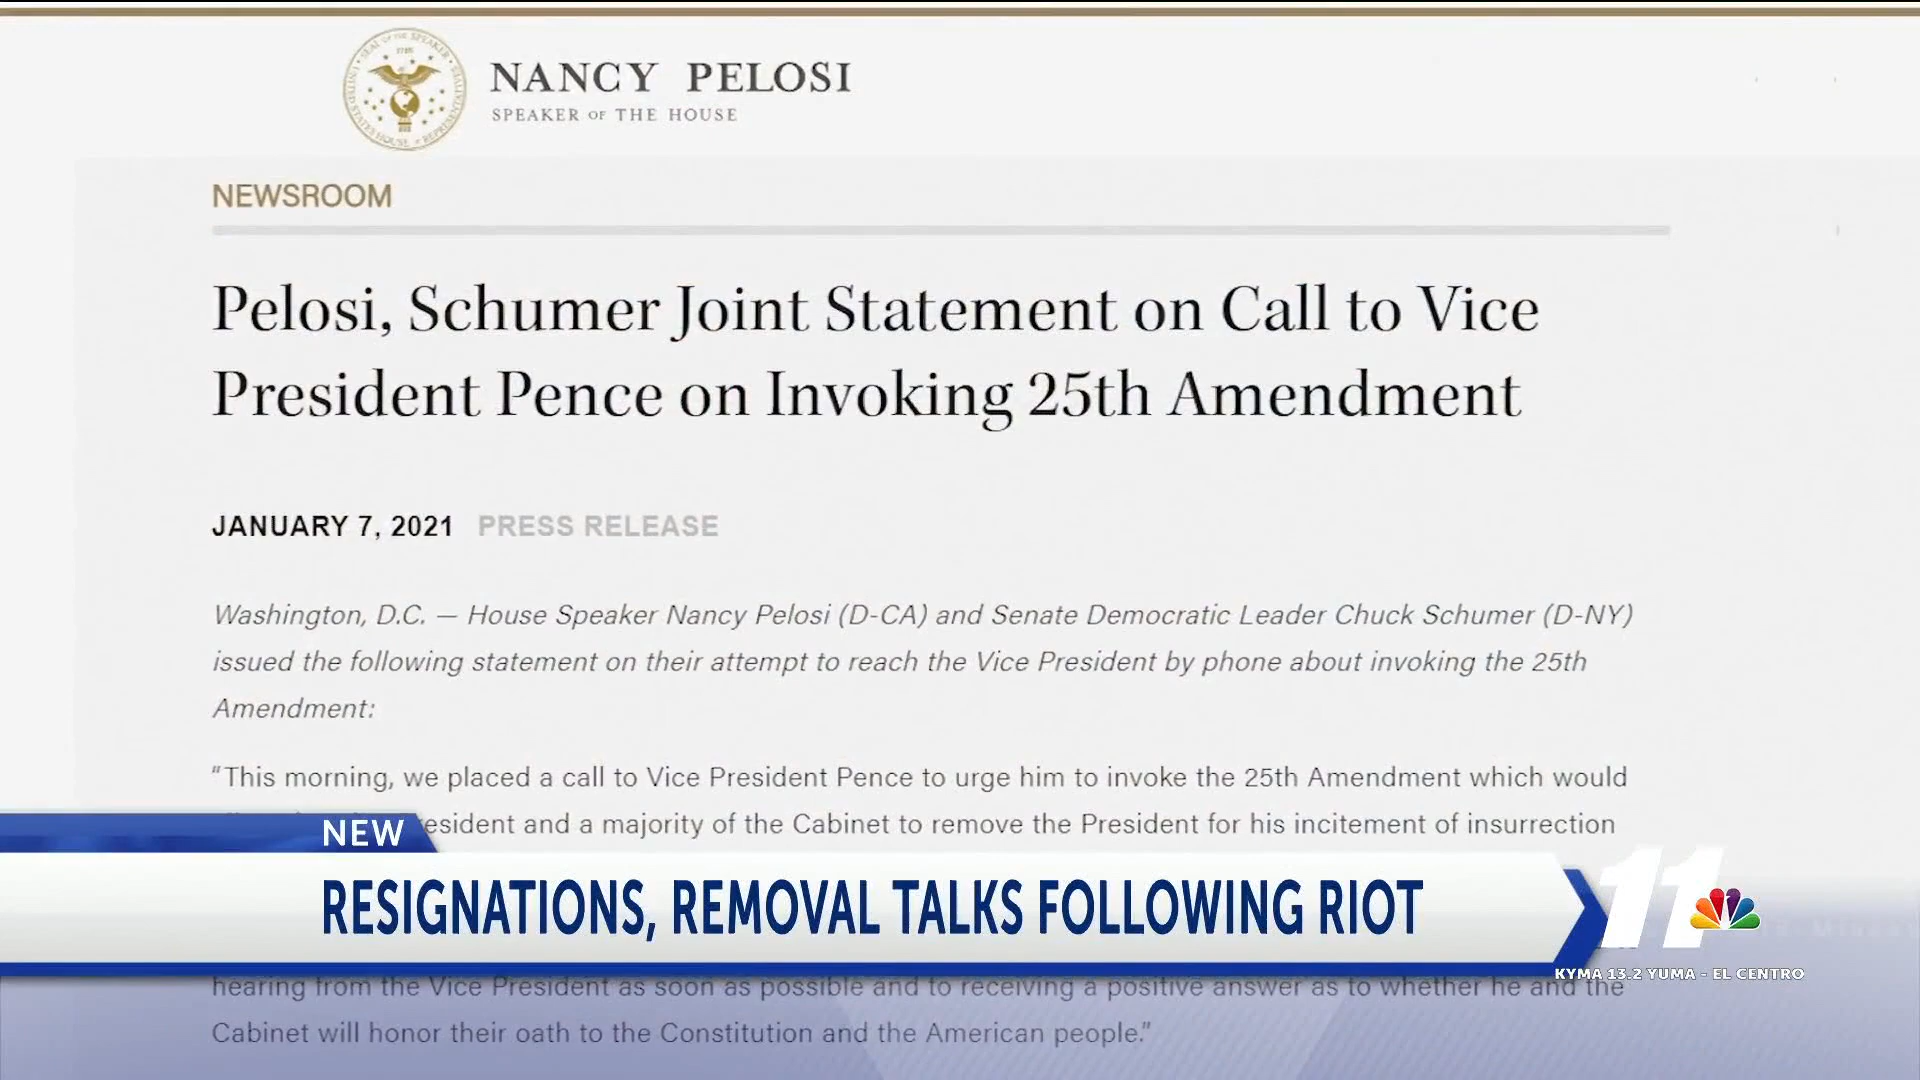 NANCY PELOSI
SPEAKER OF THE HOUSE
NEWSROOM
Pelosi, Schumer Joint Statement on Call to Vice
President Pence on Invoking 25th Amendment
JANUARY 7, 2021 PRESS RELEASE
Washington, D.C. — House Speaker Nancy Pelosi (D-CA) and Senate Democratic Leader Chuck Schumer (D-NY)
issued the following statement on their attempt to reach the Vice President by phone about invoking the 25th
Amendment:
“This morning, we placed a call to Vice President Pence to urge him to invoke the 25th Amendment which would
and a majority of the Cabinet to remove the President for his incitement of insurrection
NEW
RESIGNATIONS, REMOVAL TALKS FOLLOWING RIOT
11
KYMA 13.2 YUMA - EL CENTRO
hearing from the Vice President as soon as possible and to receiving a positive answer as to whether he and the
Cabinet will honor their oath to the Constitution and the American people.”